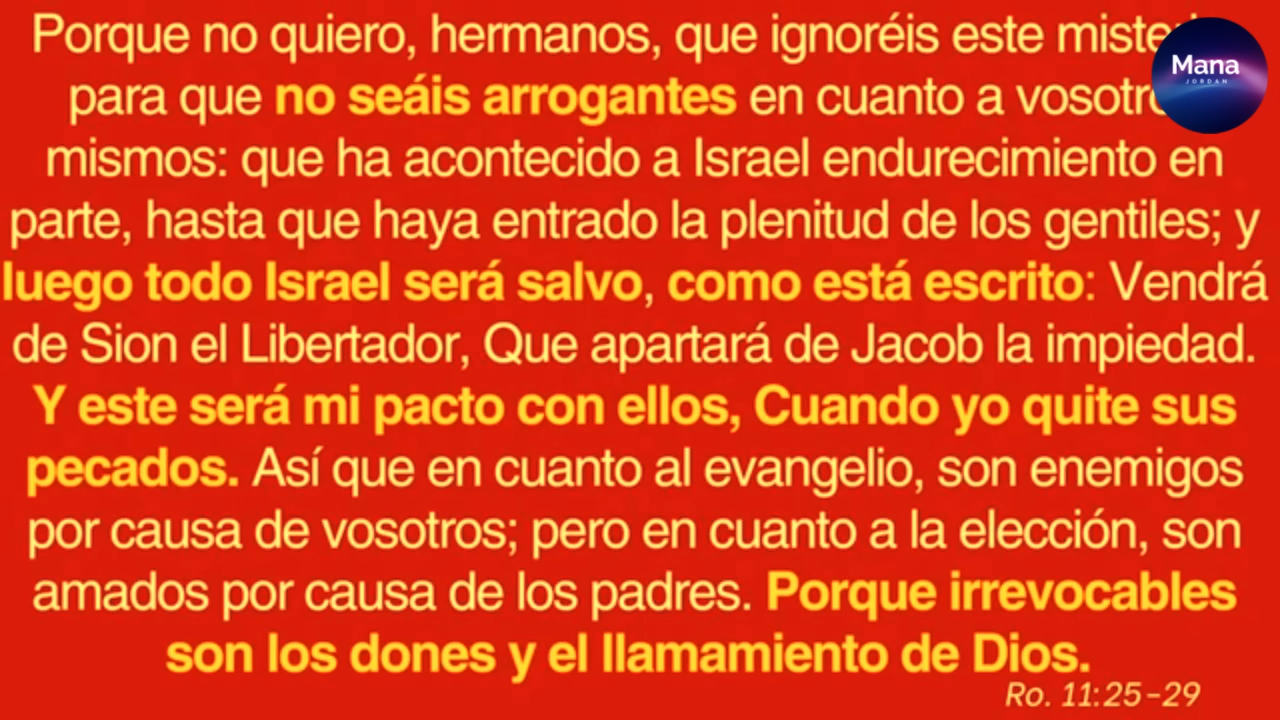 Porque no quiero, hermanos, que ignoréis este
para que no seáis arrogantes en cuanto a
mismos: que ha acontecido a Israel endurecimiento en
parte, hasta que haya entrado la plenitud de los gentiles; y
luego todo Israel será salvo, como está escrito: Vendrá
de Sion el Libertador, Que apartará de Jacob la impiedad.
Y este será mi pacto con ellos, Cuando yo quite sus
pecados. Así que en cuanto al evangelio, son enemigos
por causa de vosotros; pero en cuanto a la elección, son
amados por causa de los padres. Porque irrevocables
son los dones y el llamamiento de Dios.
Ro. 11:25-29
Mana
JORDAN